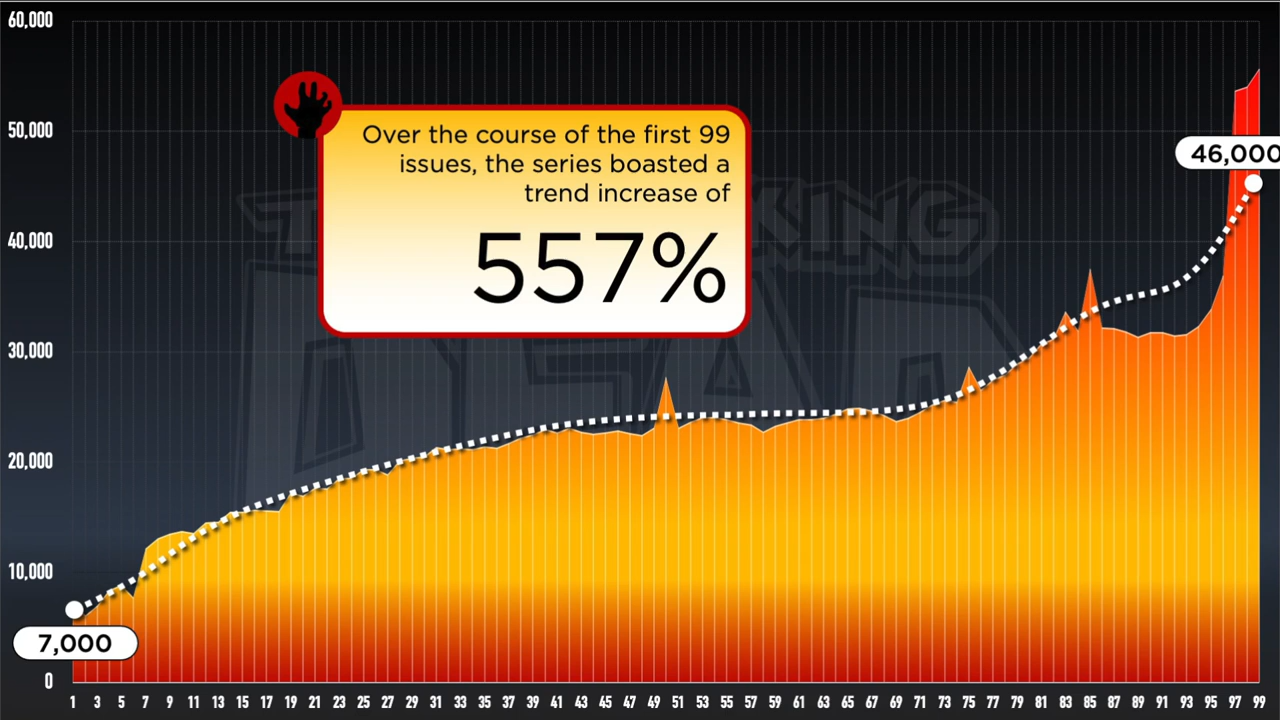 60,000
50,000
40,000
30,000
20,000
10,000
0
Over the course of the first 99
issues, the series boasted a
trend increase of
557%
46,000
7,000
KING
1 3 5 7 9 11 13 15 17 19 21 23 25 27 29 31 33 35 37 39 41 43 45 47 49 51 53 55 57 59 61 63 65 67 69 71 73 75 77 79 81 83 85 87 89 91 93 95 97 99